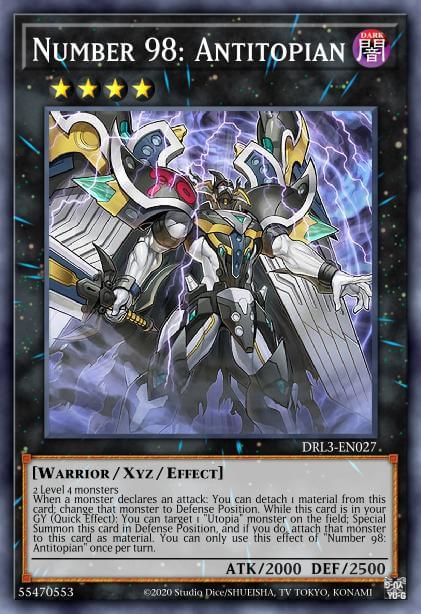 NUMBER 98: ANTITOPIAN
DARK
闇
DRL3-EN027
[WARRIOR / XYZ / EFFECT]
2 Level 4 monsters
When a monster declares an attack: You can detach 1 material from this
card; change that monster to Defense Position. While this card is in your
GY (Quick Effect): You can target 1 "Utopia" monster on the field; Special
Summon this card in Defense Position, and if you do, attach that monster
to this card as material. You can only use this effect of "Number 98:
Antitopian" once per turn.
ATK/2000 DEF/2500
55470553
©2020 Studio Dice/SHUEISHA, TV TOKYO, KONAMI